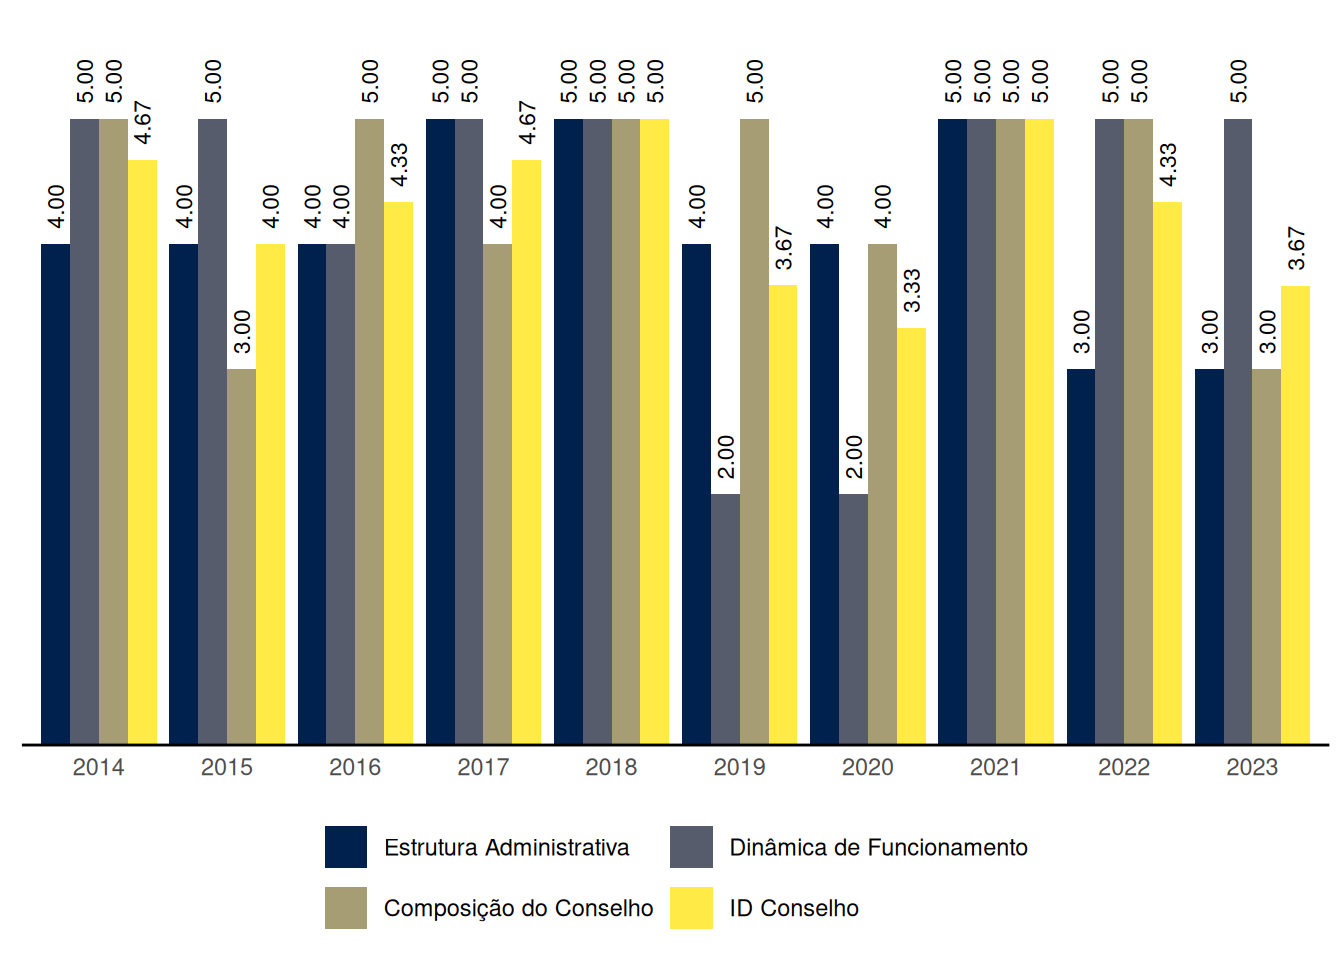 4.00 5.00 5.00 4.67 4.00 5.00 3.00 4.00 4.00 4.00 5.00 4.33 5.00 5.00 4.00 4.67 5.00 5.00 5.00 5.00 4.00 2.00 5.00 3.67 4.00 2.00 4.00 3.33 5.00 5.00 5.00 5.00 3.00 5.00 5.00 4.33 3.00 5.00 3.00 3.67
2014 2015 2016 2017 2018 2019 2020 2021 2022 2023
Estrutura Administrativa Dinâmica de Funcionamento
Composição do Conselho ID Conselho